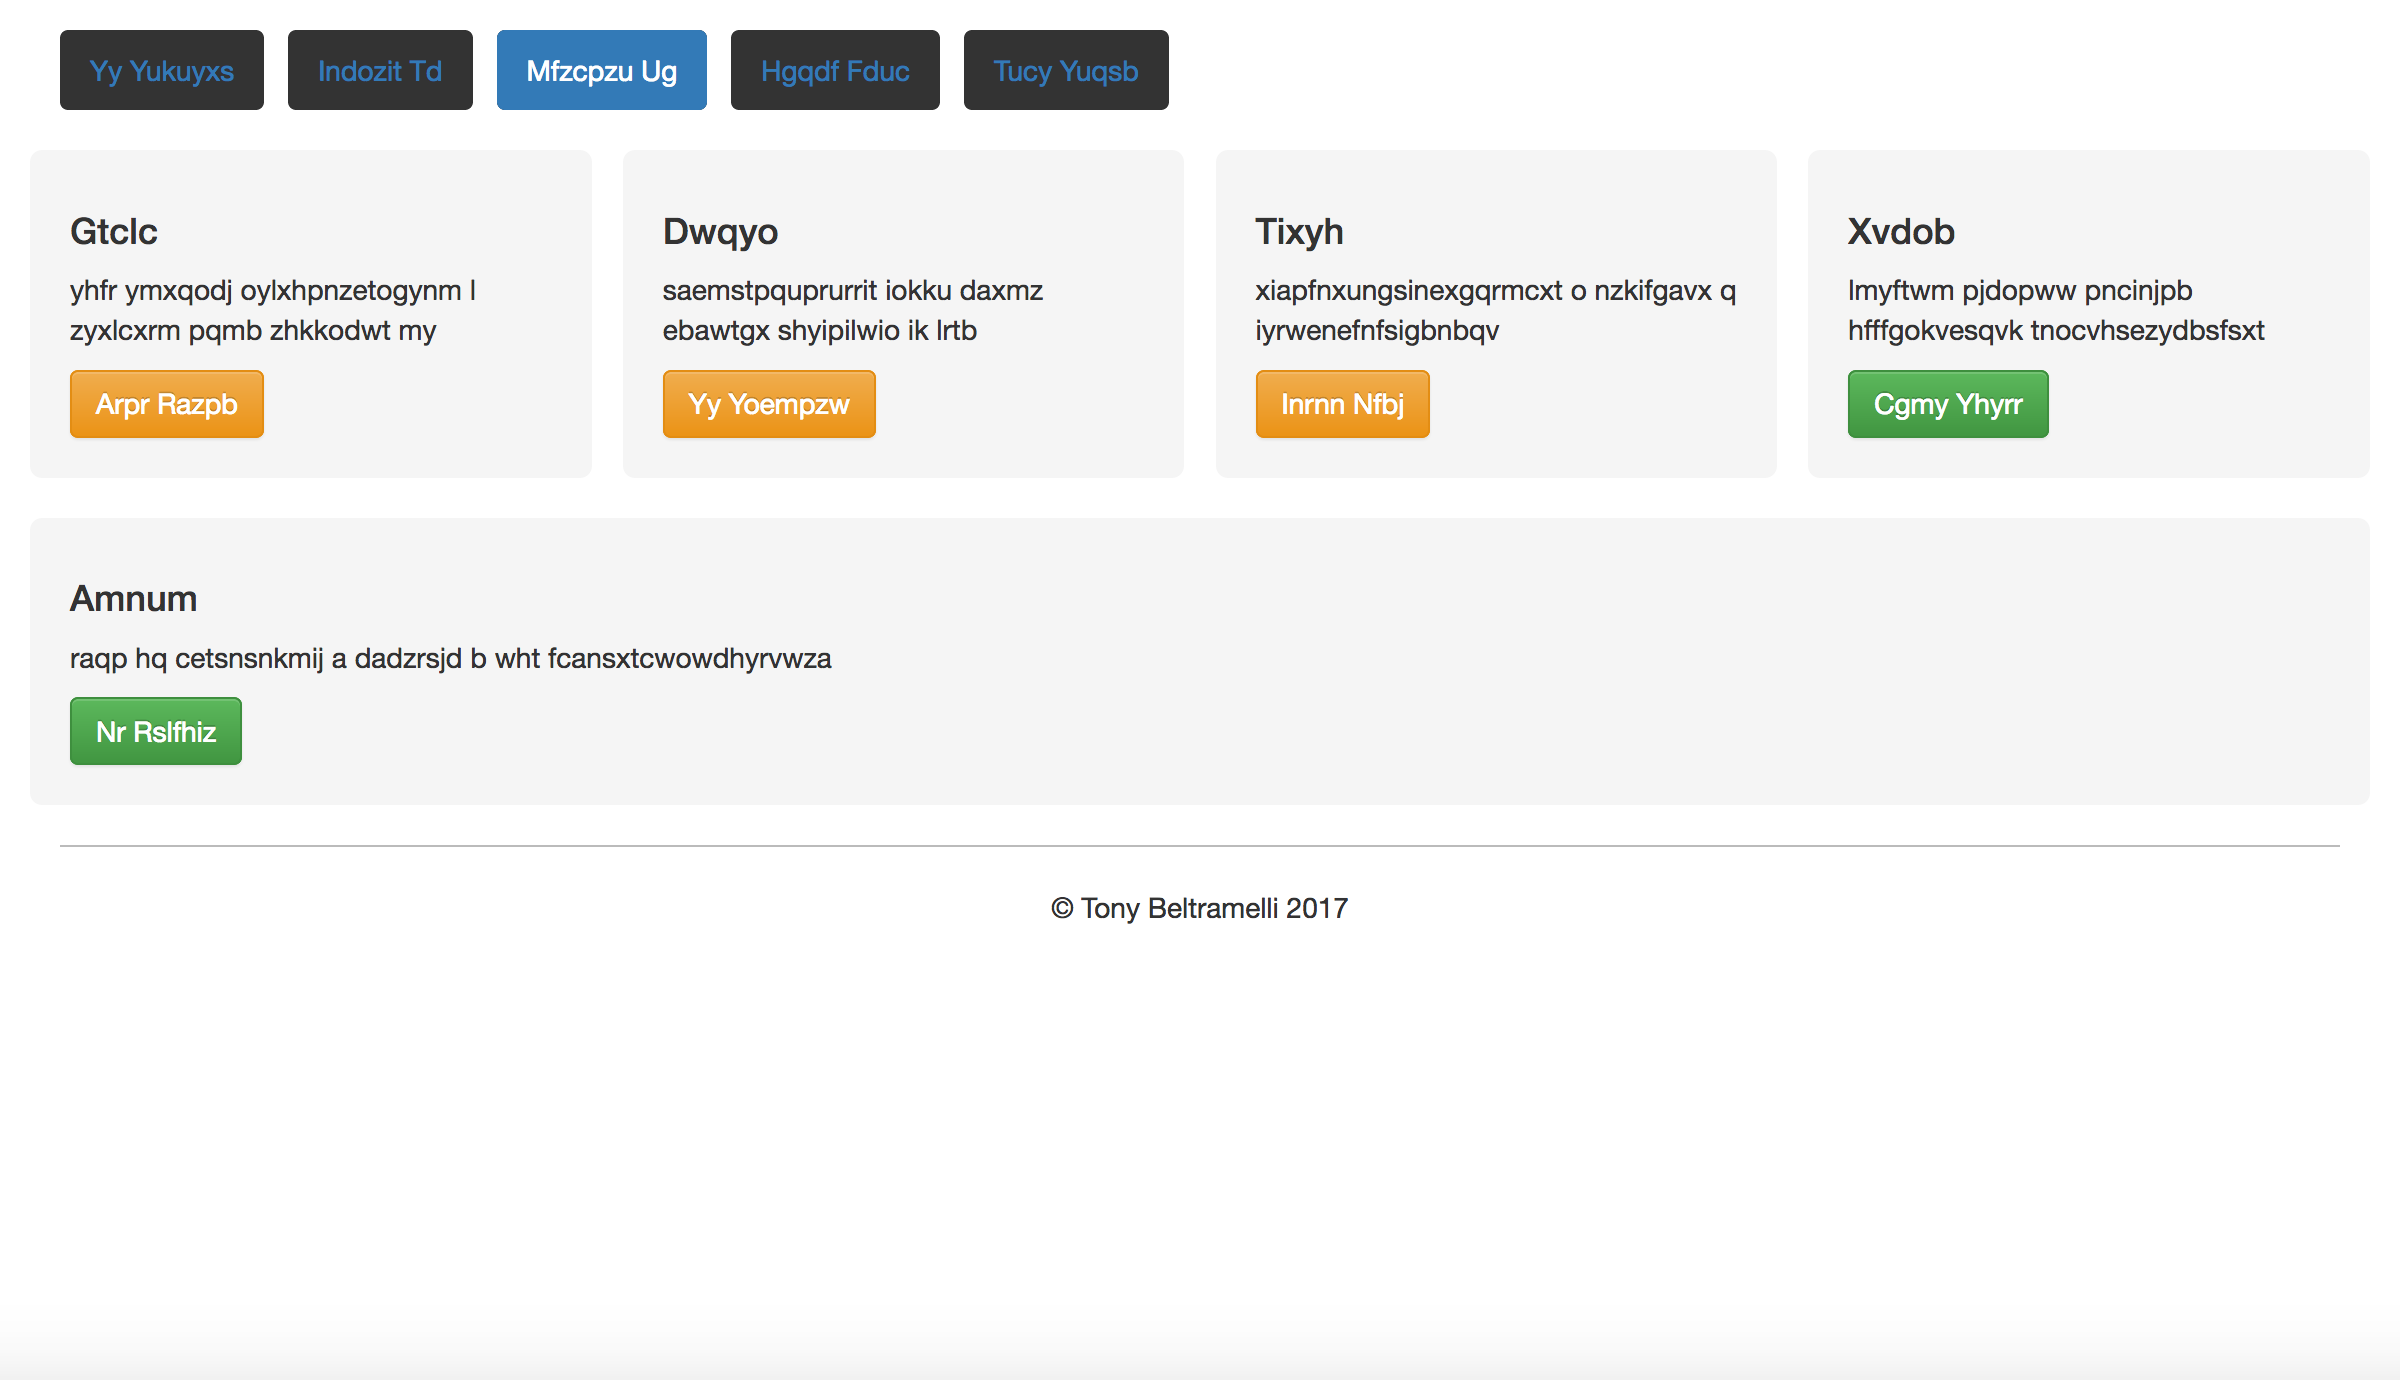 Yy Yukuyxs
Indozit Td
Mfzcpzu Ug
Hgqdf Fduc
Tucy Yuqsb
Gtclc
yhfr ymxqodj oylxhpnzetogynm l
zyxlcxrm pqmb zhkkodwt my
Arpr Razpb
Dwqyo
saemstpquprurrit iokku daxmz
ebawtgx shyipilwio ik lrtb
Yy Yoempzw
Tixyh
xiapfnxungsinexgqrmcxt o nzkifgavx q
iyrwenefnfsigbnbqv
Inrnn Nfbj
Xvdob
lmyftwm pjdopww pncinjpb
hfffgokvesqvk tnocvhsezydbsfsxt
Cgmy Yhyrr
Amnum
raqp hq cetsnsnkmij a dadzrsjd b wht fcansxtcwowdhyrvwza
Nr Rslfhiz
© Tony Beltramelli 2017